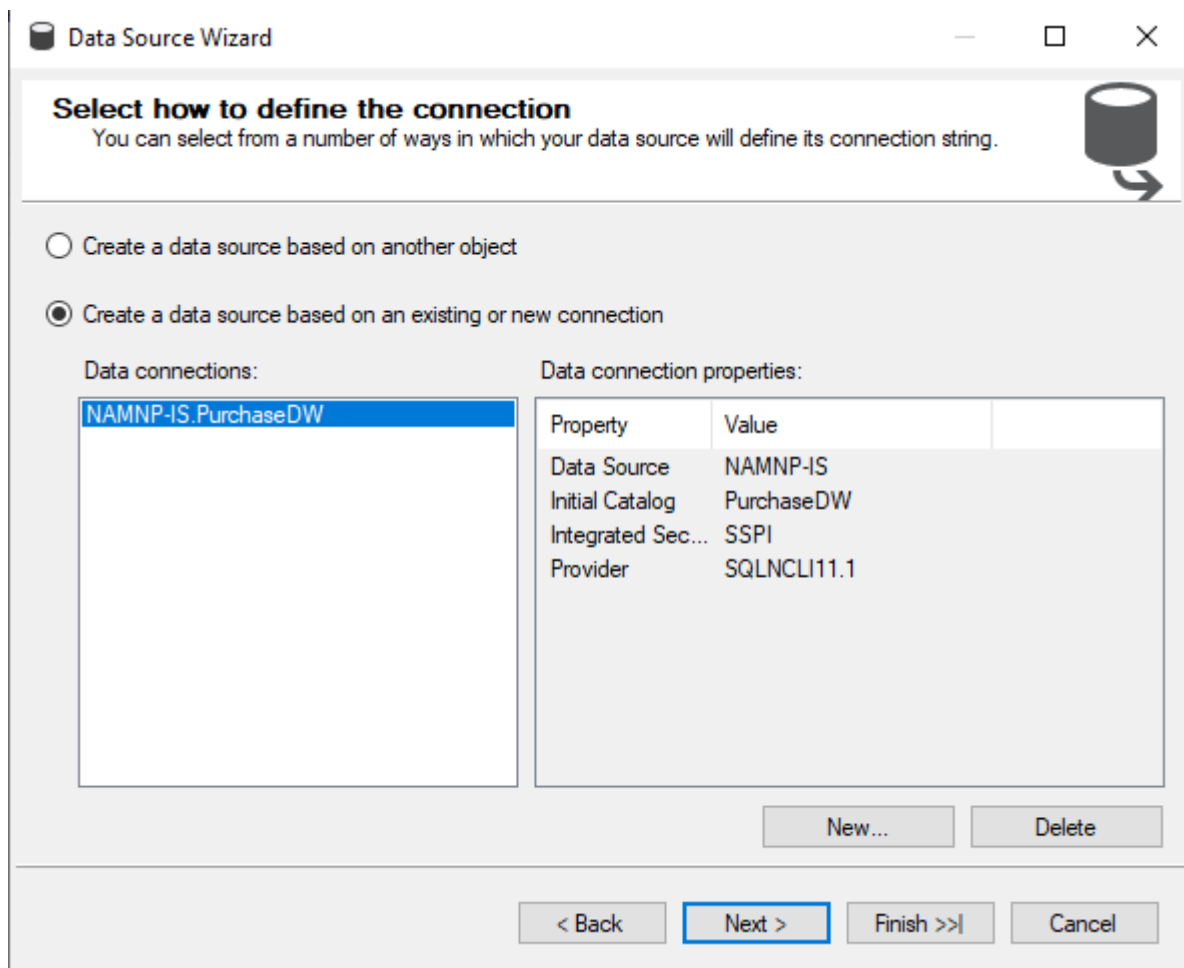 Data Source Wizard
Select how to define the connection
You can select from a number of ways in which your data source will define its connection string.
Create a data source based on another object
Create a data source based on an existing or new connection
Data connections:
NAMNP-IS.PurchaseDW
Data connection properties:
Property Value
Data Source NAMNP-IS
Initial Catalog PurchaseDW
Integrated Sec... SSPI
Provider SQLNCLI11.1
New... Delete
< Back Next > Finish >>| Cancel